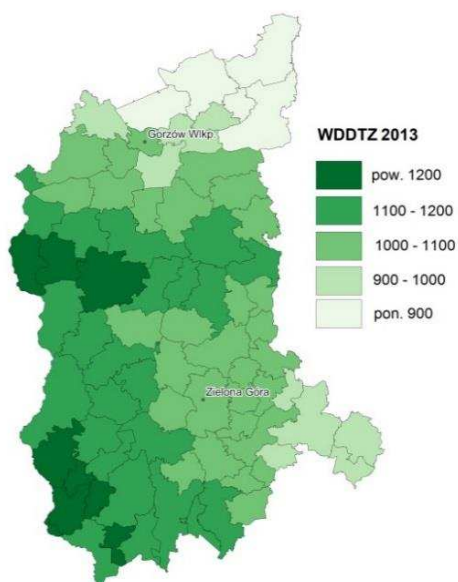 Gorzów Wlkp.
WDDTZ 2013
pow. 1200
1100 - 1200
1000 - 1100
900 - 1000
pon. 900
Zielona Góra